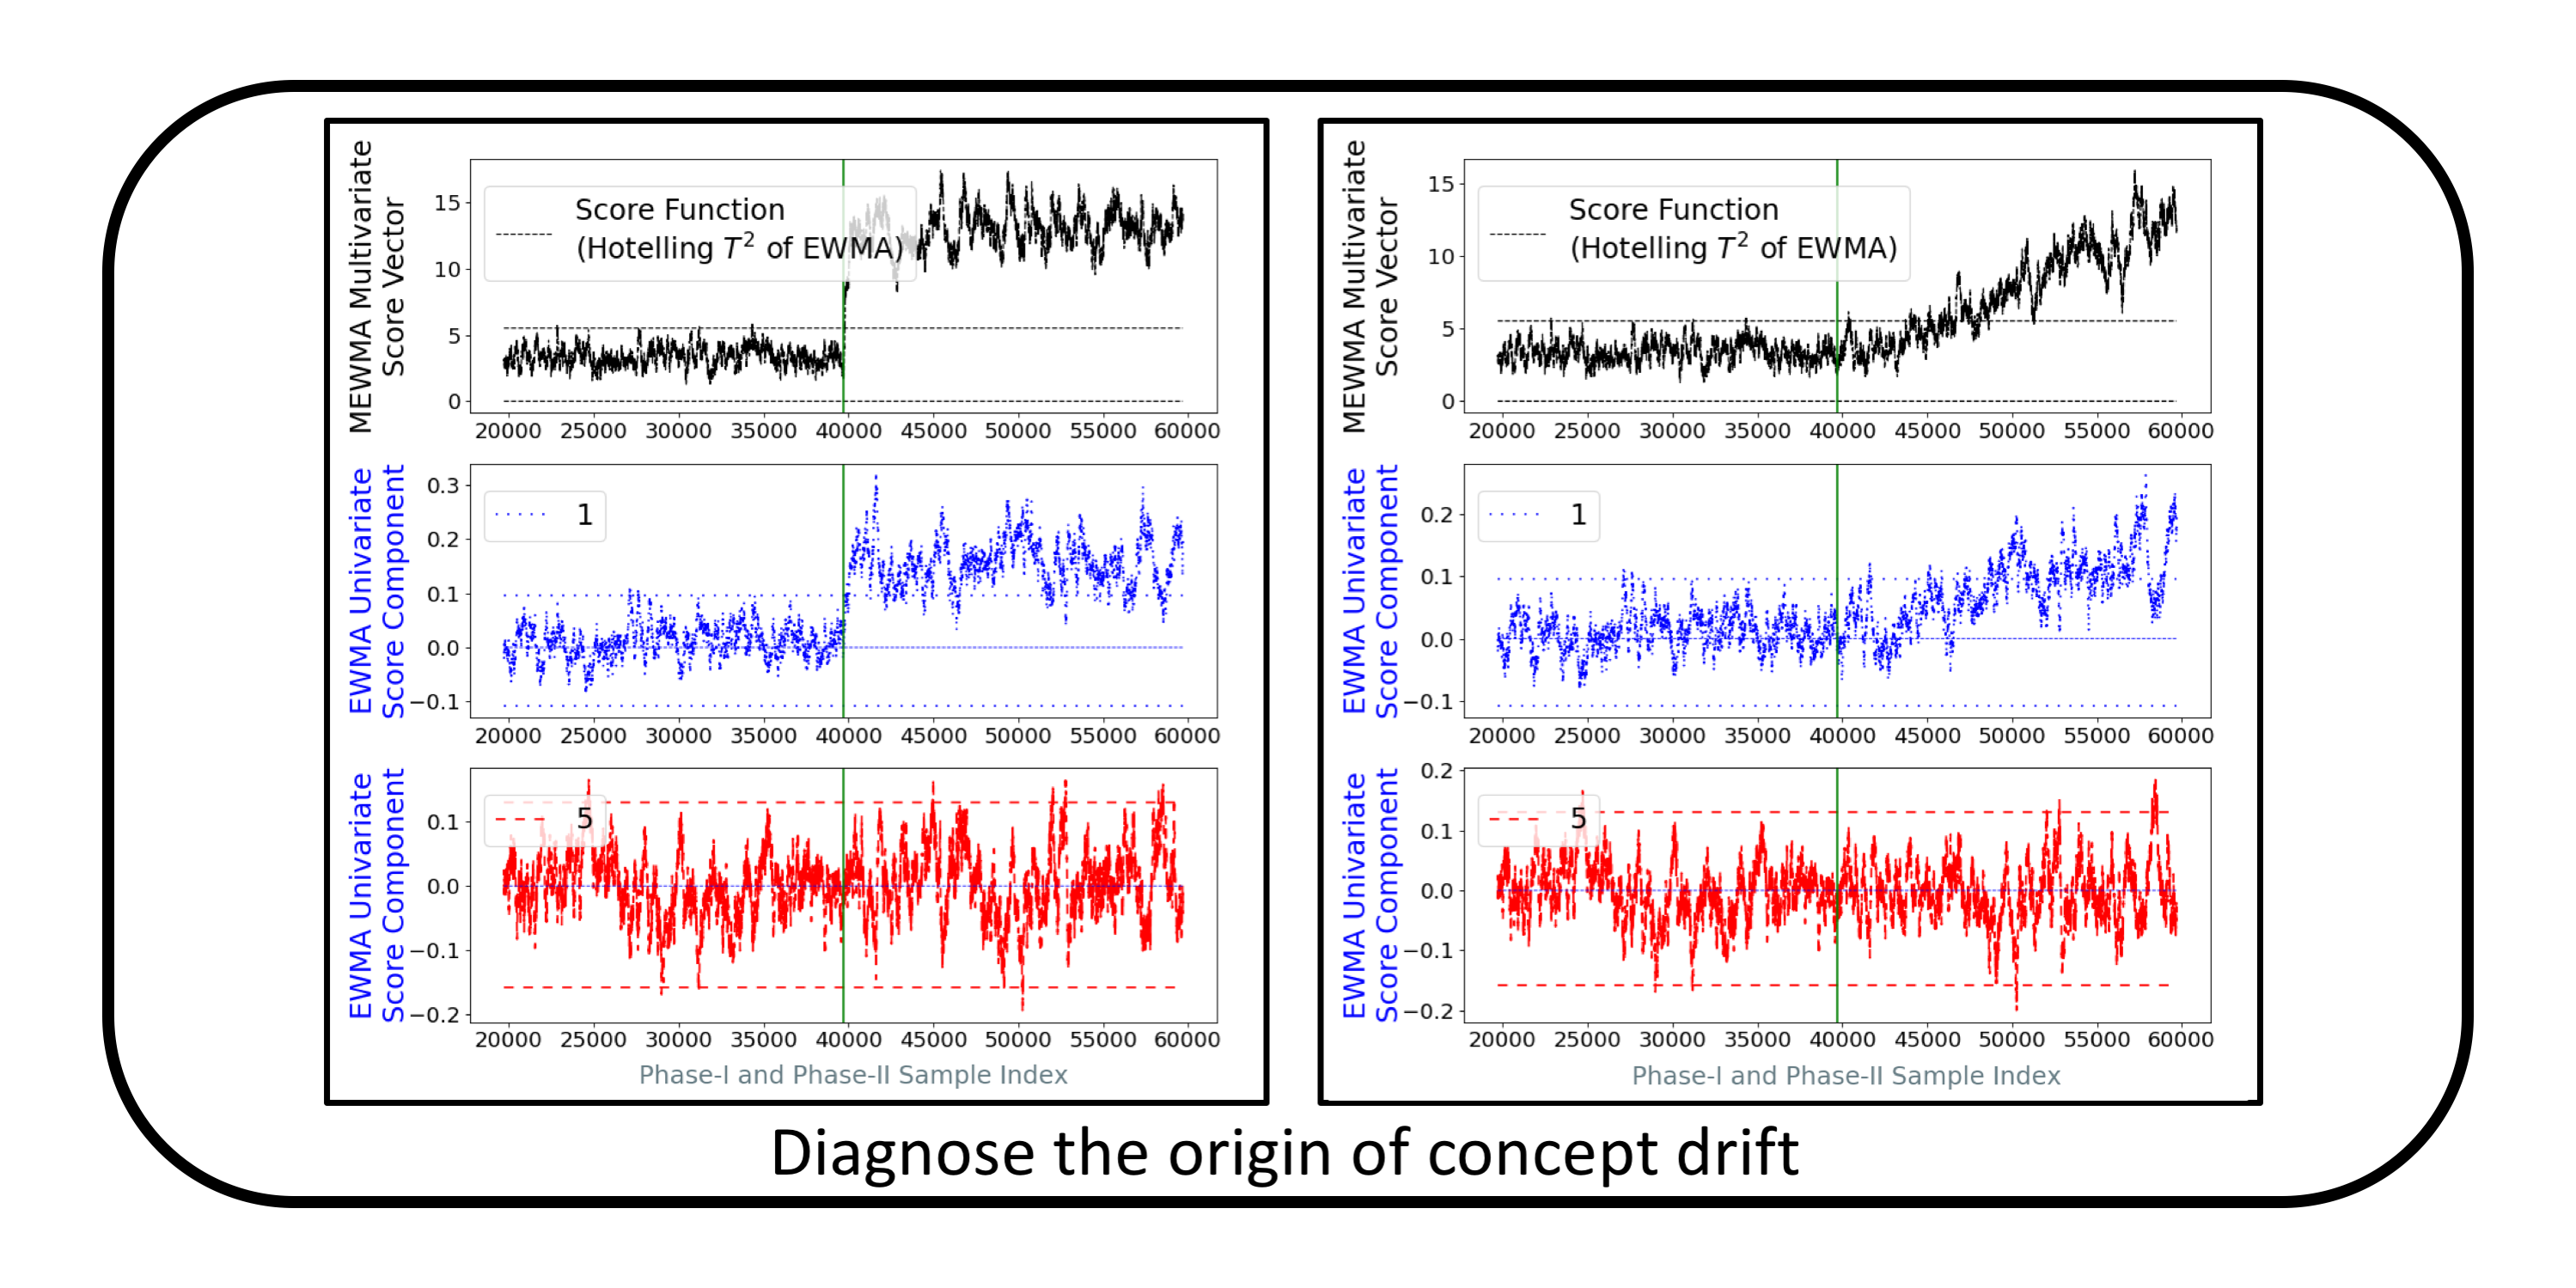 MEWMA Multivariate
Score Vector
Score Function
(Hotelling T² of EWMA)
15
10
5
0
20000 25000 30000 35000 40000 45000 50000 55000 60000
EWMA Univariate
Score Component
1
0.3
0.2
0.1
0.0
−0.1
20000 25000 30000 35000 40000 45000 50000 55000 60000
EWMA Univariate
Score Component
5
0.1
0.0
−0.1
−0.2
20000 25000 30000 35000 40000 45000 50000 55000 60000
Phase-I and Phase-II Sample Index
MEWMA Multivariate
Score Vector
Score Function
(Hotelling T² of EWMA)
15
10
5
0
20000 25000 30000 35000 40000 45000 50000 55000 60000
EWMA Univariate
Score Component
1
0.2
0.1
0.0
−0.1
20000 25000 30000 35000 40000 45000 50000 55000 60000
EWMA Univariate
Score Component
5
0.2
0.1
0.0
−0.1
−0.2
20000 25000 30000 35000 40000 45000 50000 55000 60000
Phase-I and Phase-II Sample Index
Diagnose the origin of concept drift